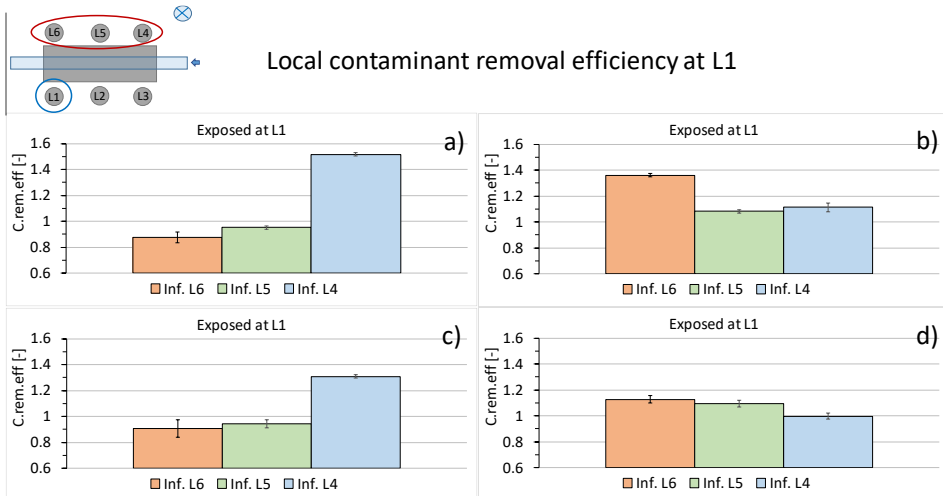 L6 L5 L4
L1 L2 L3
Local contaminant removal efficiency at L1
Exposed at L1
a)
C.rem.eff [-]
1.6
1.4
1.2
1
0.8
0.6
Inf. L6 Inf. L5 Inf. L4
Exposed at L1
b)
C.rem.eff [-]
1.6
1.4
1.2
1
0.8
0.6
Inf. L6 Inf. L5 Inf. L4
Exposed at L1
c)
C.rem.eff [-]
1.6
1.4
1.2
1
0.8
0.6
Inf. L6 Inf. L5 Inf. L4
Exposed at L1
d)
C.rem.eff [-]
1.6
1.4
1.2
1
0.8
0.6
Inf. L6 Inf. L5 Inf. L4